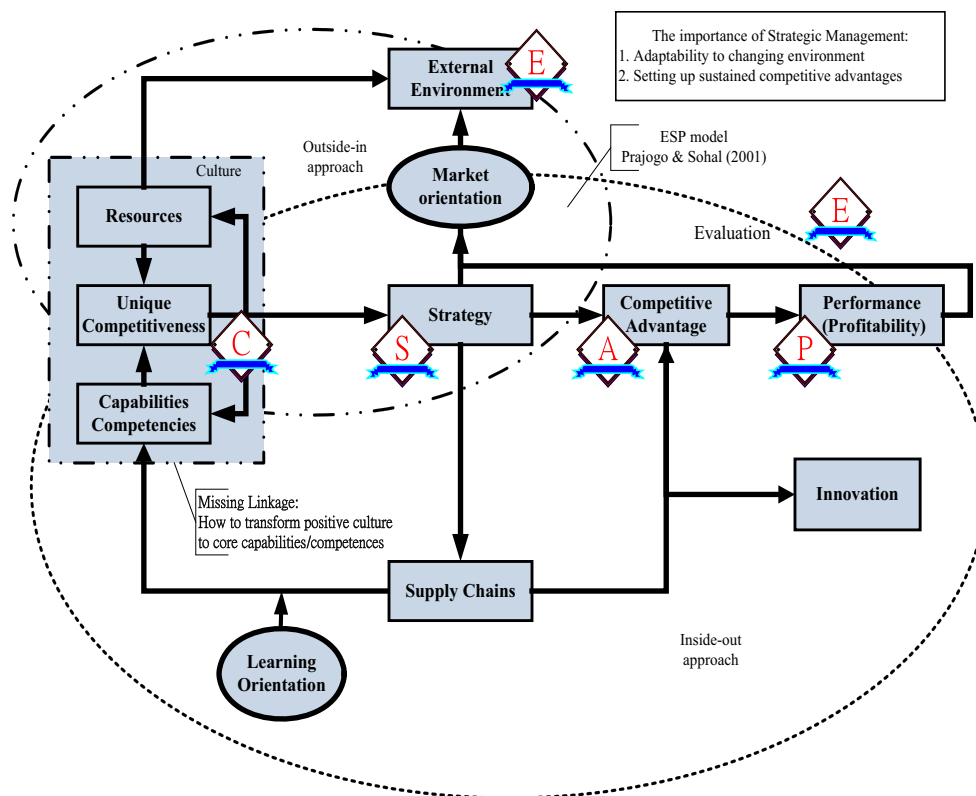 The importance of Strategic Management:
1. Adaptability to changing environment
2. Setting up sustained competitive advantages
External
Environment
E
ESP model
Prajogo & Sohal (2001)
Outside-in
approach
Culture
Market
orientation
Resources
E
Evaluation
Unique
Competitiveness
Strategy
Competitive
Advantage
Performance
(Profitability)
C
S
A
P
Capabilities
Competencies
Missing Linkage:
How to transform positive culture
to core capabilities/competences
Innovation
Supply Chains
Learning
Orientation
Inside-out
approach